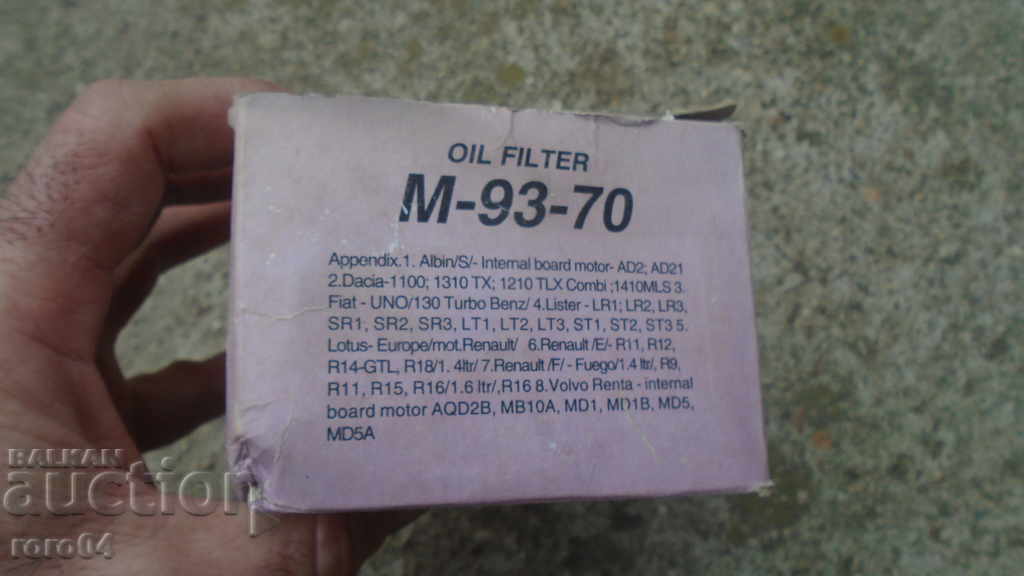 OIL FILTER
M-93-70
Appendix.1. Albin/S/- Internal board motor- AD2; AD21
2.Dacia-1100; 1310 TX; 1210 TLX Combi ;1410MLS 3.
Fiat - UNO/130 Turbo Benz/ 4.Lister - LR1; LR2, LR3,
SR1, SR2, SR3, LT1, LT2, LT3, ST1, ST2, ST3 5.
Lotus- Europe/mot.Renault/ 6.Renault /E/- R11, R12,
R14-GTL, R18/1. 4ltr/ 7.Renault /F/ - Fuego/1.4 ltr/, R9,
R11, R15, R16/1.6 ltr/,R16 8.Volvo Renta - internal
board motor AQD2B, MB10A, MD1, MD1B, MD5,
MD5A
BALKAN
auction
roro04